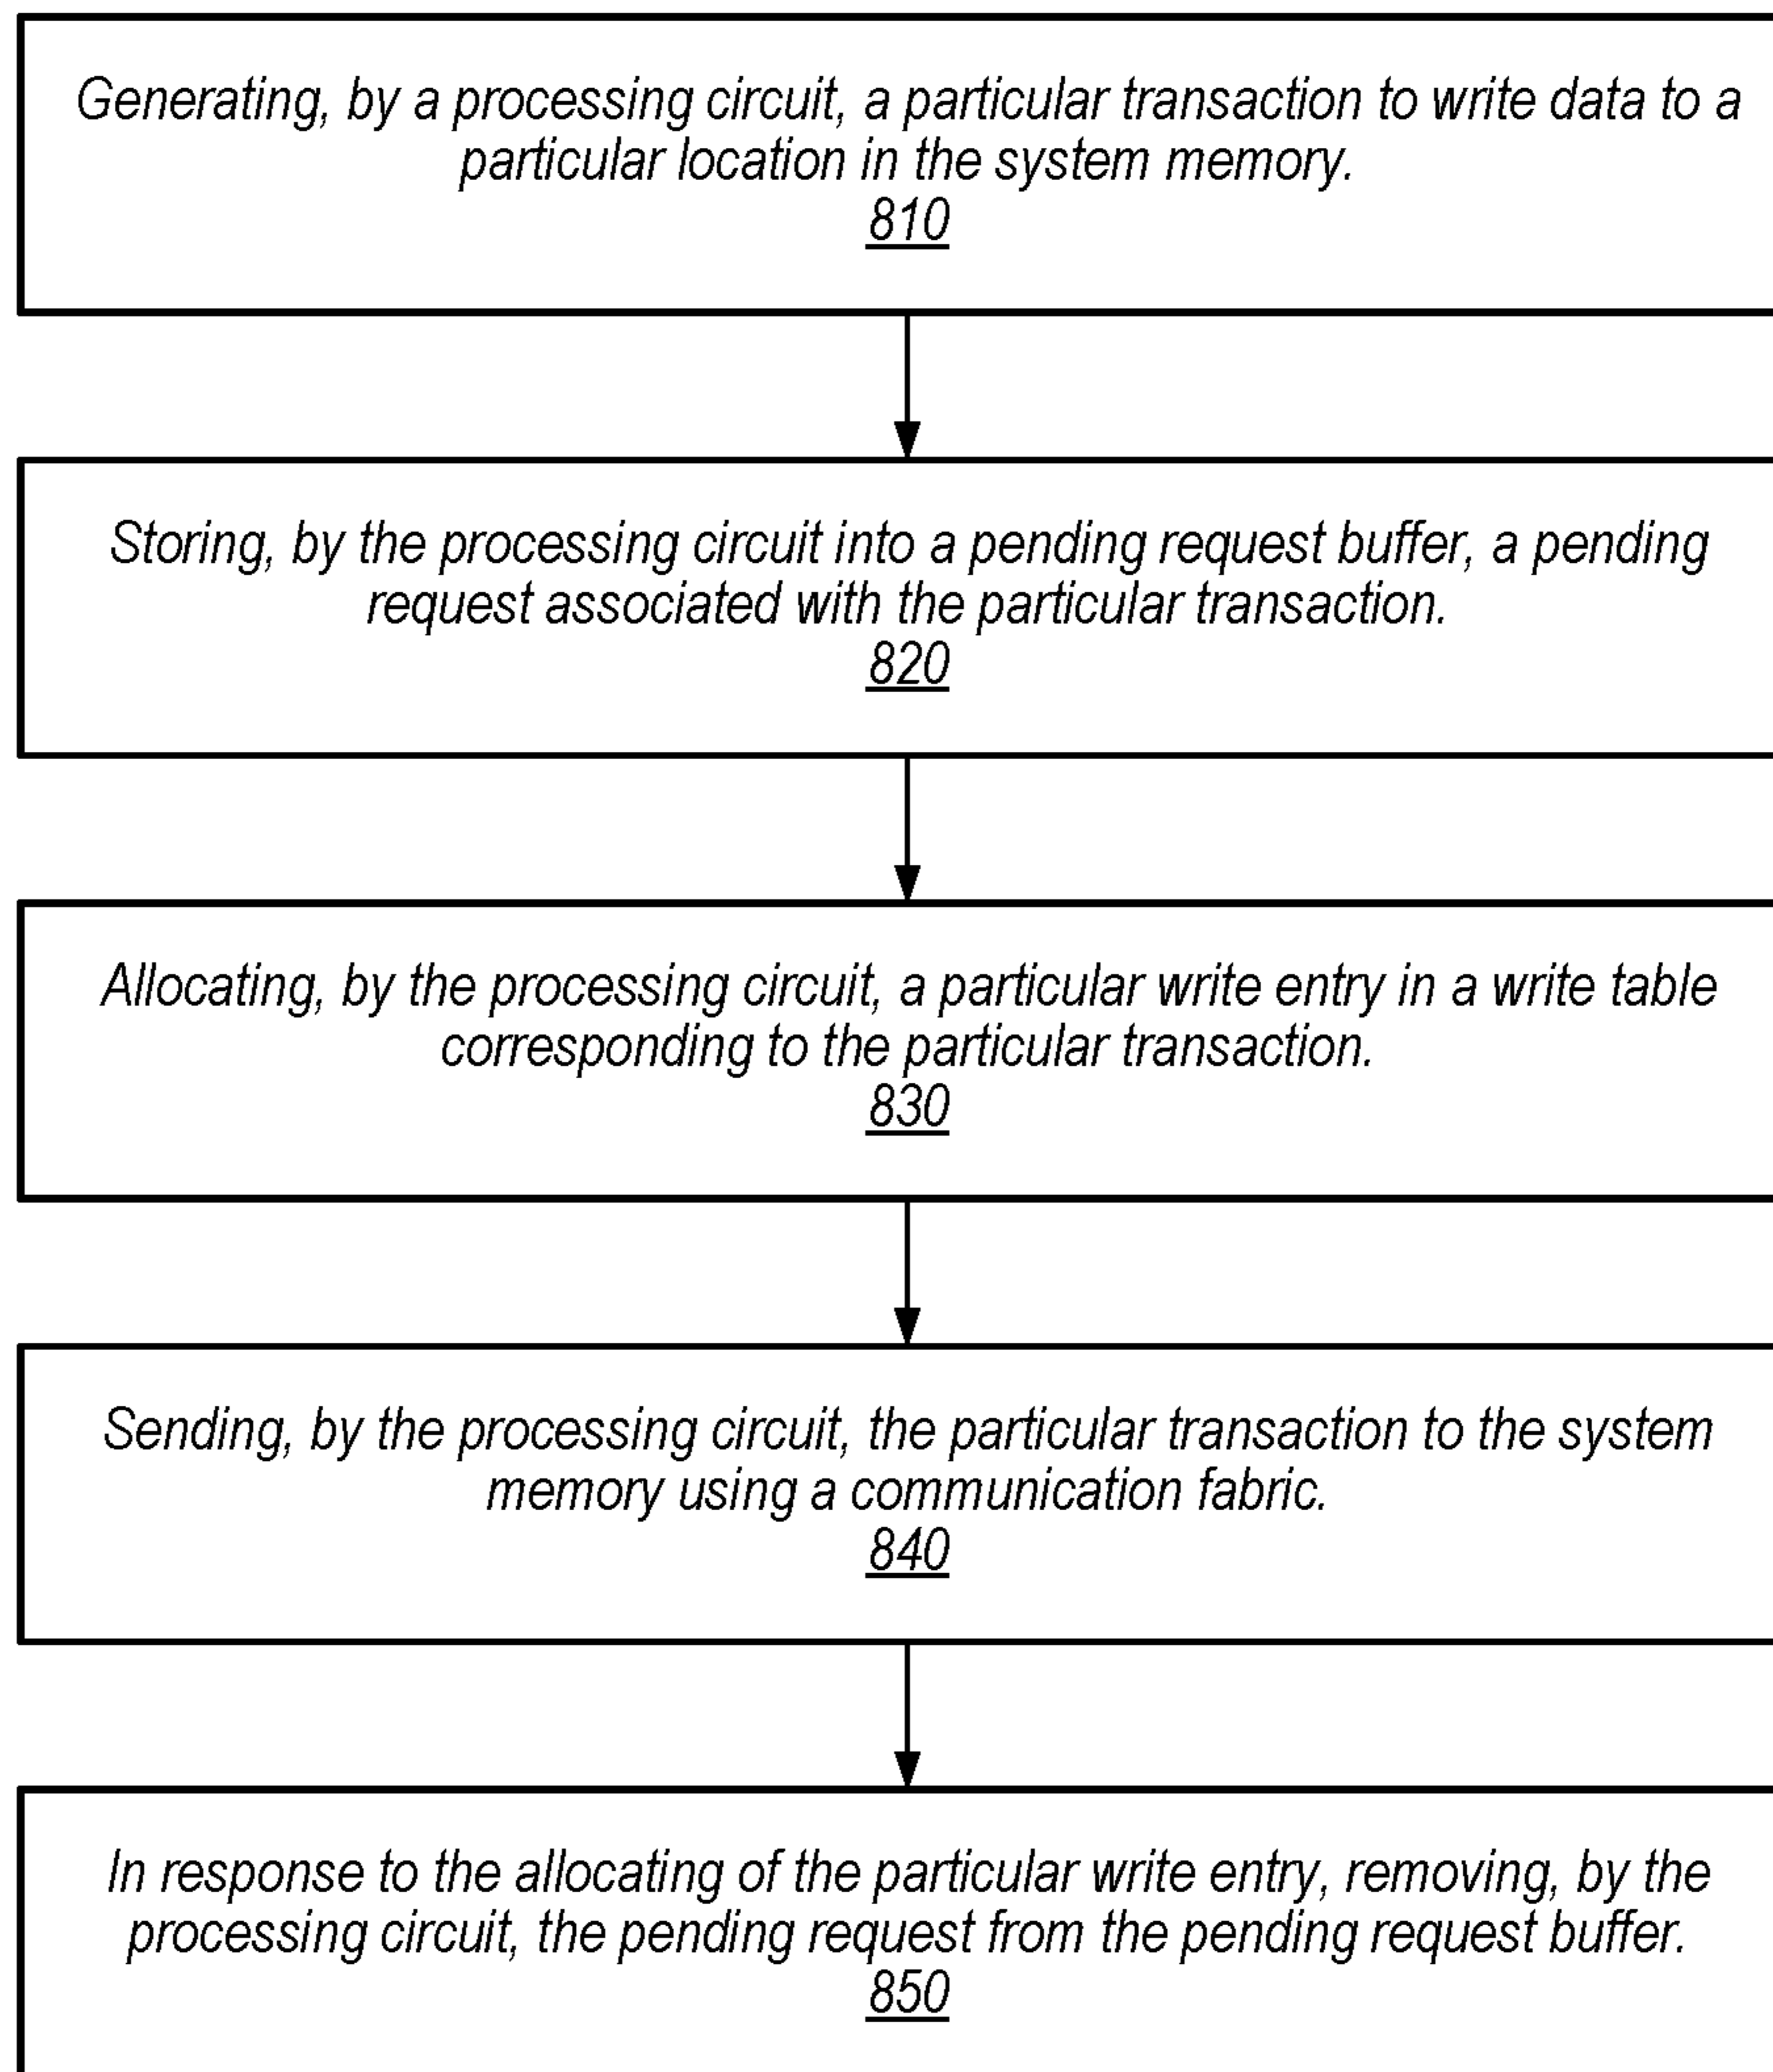 Generating, by a processing circuit, a particular transaction to write data to a
particular location in the system memory.
810
Storing, by the processing circuit into a pending request buffer, a pending
request associated with the particular transaction.
820
Allocating, by the processing circuit, a particular write entry in a write table
corresponding to the particular transaction.
830
Sending, by the processing circuit, the particular transaction to the system
memory using a communication fabric.
840
In response to the allocating of the particular write entry, removing, by the
processing circuit, the pending request from the pending request buffer.
850